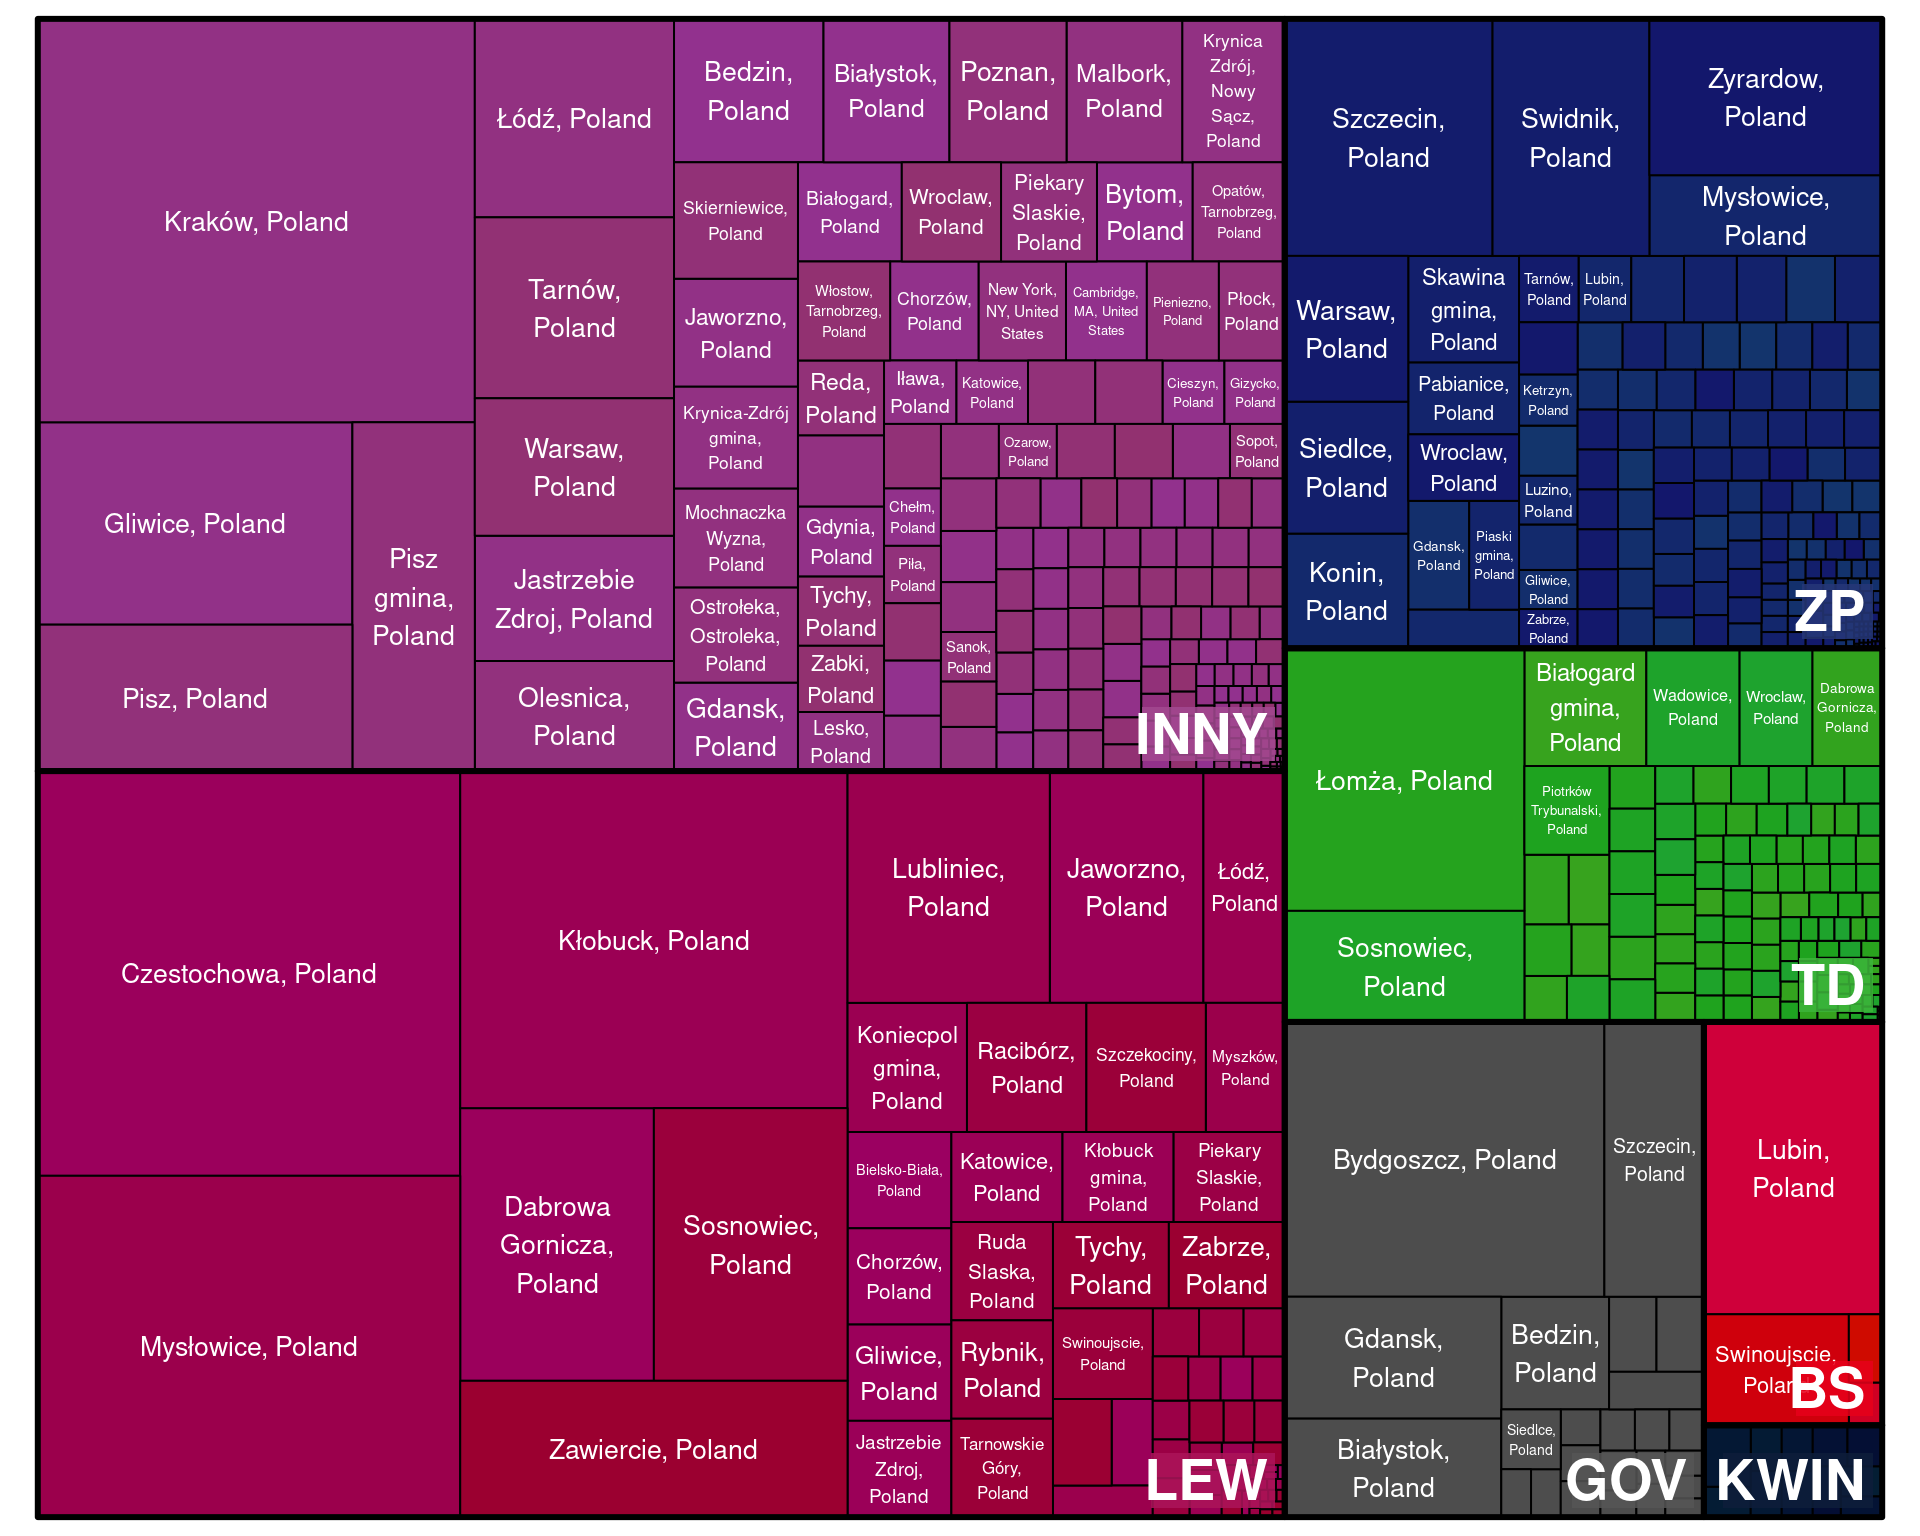 Kraków, Poland
Gliwice, Poland
Pisz, Poland
Pisz
gmina,
Poland
Łódź, Poland
Tarnów,
Poland
Warsaw,
Poland
Jastrzebie
Zdroj, Poland
Olesnica,
Poland
Bedzin,
Poland
Białystok,
Poland
Poznan,
Poland
Malbork,
Poland
Krynica
Zdrój,
Nowy
Sącz,
Poland
Skierniewice,
Poland
Jaworzno,
Poland
Krynica-Zdrój
gmina,
Poland
Mochnaczka
Wyzna,
Poland
Ostrołeka,
Ostroleka,
Poland
Gdansk,
Poland
Białogard,
Poland
Wroclaw,
Poland
Piekary
Slaskie,
Poland
Bytom,
Poland
Opatów,
Tarnobrzeg,
Poland
Włostow,
Tarnobrzeg,
Poland
Chorzów,
Poland
New York,
NY, United
States
Cambridge,
MA, United
States
Pieniezno,
Poland
Płock,
Poland
Reda,
Poland
Iława,
Poland
Katowice,
Poland
Cieszyn,
Poland
Gizycko,
Poland
Ozarow,
Poland
Sopot,
Poland
Gdynia,
Poland
Chełm,
Poland
Tychy,
Poland
Piła,
Poland
Zabki,
Poland
Sanok,
Poland
Lesko,
Poland
INNY
Czestochowa, Poland
Mysłowice, Poland
Kłobuck, Poland
Dabrowa
Gornicza,
Poland
Sosnowiec,
Poland
Zawiercie, Poland
Lubliniec,
Poland
Jaworzno,
Poland
Łódź,
Poland
Koniecpol
gmina,
Poland
Racibórz,
Poland
Szczekociny,
Poland
Myszków,
Poland
Bielsko-Biała,
Poland
Katowice,
Poland
Kłobuck
gmina,
Poland
Piekary
Slaskie,
Poland
Chorzów,
Poland
Ruda
Slaska,
Poland
Tychy,
Poland
Zabrze,
Poland
Gliwice,
Poland
Rybnik,
Poland
Swinoujscie,
Poland
Jastrzebie
Zdroj,
Poland
Tarnowskie
Góry,
Poland
LEW
Szczecin,
Poland
Swidnik,
Poland
Zyrardow,
Poland
Mysłowice,
Poland
Warsaw,
Poland
Siedlce,
Poland
Konin,
Poland
Skawina
gmina,
Poland
Pabianice,
Poland
Wroclaw,
Poland
Gdansk,
Poland
Piaski
gmina,
Poland
Tarnów,
Poland
Lubin,
Poland
Ketrzyn,
Poland
Luzino,
Poland
Gliwice,
Poland
Zabrze,
Poland
ZP
Łomża, Poland
Sosnowiec,
Poland
Białogard
gmina,
Poland
Wadowice,
Poland
Wroclaw,
Poland
Dabrowa
Gornicza,
Poland
Piotrków
Trybunalski,
Poland
TD
Bydgoszcz, Poland
Szczecin,
Poland
Gdansk,
Poland
Bedzin,
Poland
Białystok,
Poland
Siedlce,
Poland
GOV
Lubin,
Poland
Swinoujscie,
Poland
BS
KWIN